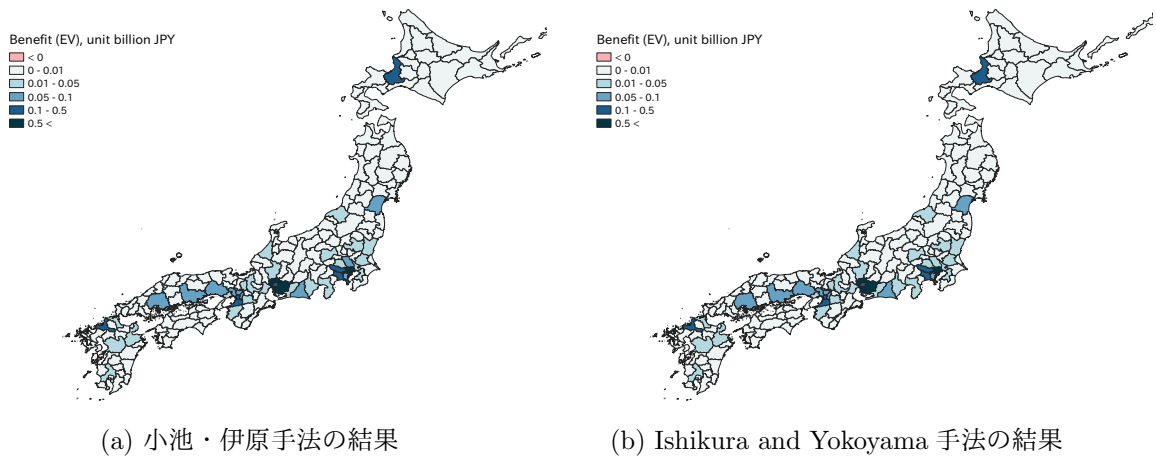 Benefit (EV), unit billion JPY
< 0
0 - 0.01
0.01 - 0.05
0.05 - 0.1
0.1 - 0.5
0.5 <
(a) 小池・伊原手法の結果
Benefit (EV), unit billion JPY
< 0
0 - 0.01
0.01 - 0.05
0.05 - 0.1
0.1 - 0.5
0.5 <
(b) Ishikura and Yokoyama 手法の結果